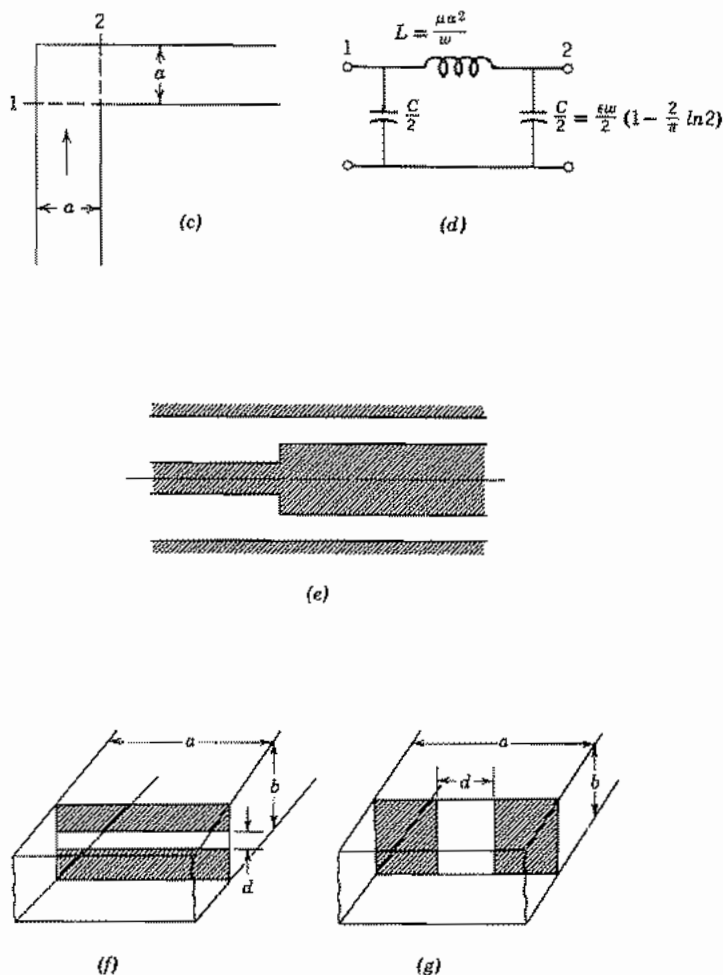 2
1
a
a
(c)
L = μa2/w
1
2
C/2
C/2 = εw/2 (1 - 2/π ln2)
(d)
(e)
a
b
d
(f)
a
b
d
(g)